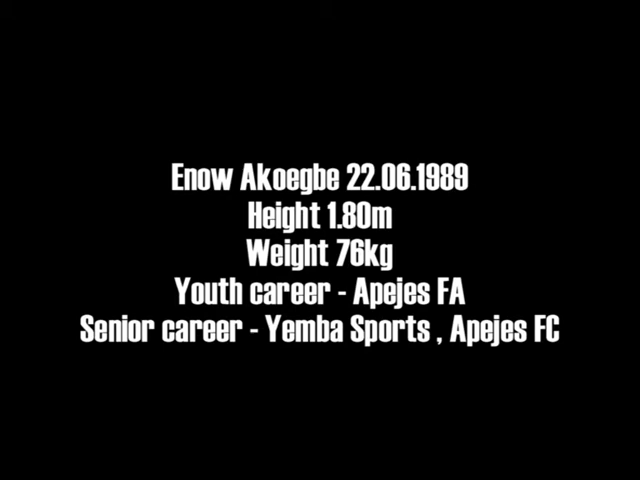 Enow Akoegbe 22.06.1989
Height 1.80m
Weight 76kg
Youth career - Apejes FA
Senior career - Yemba Sports , Apejes FC